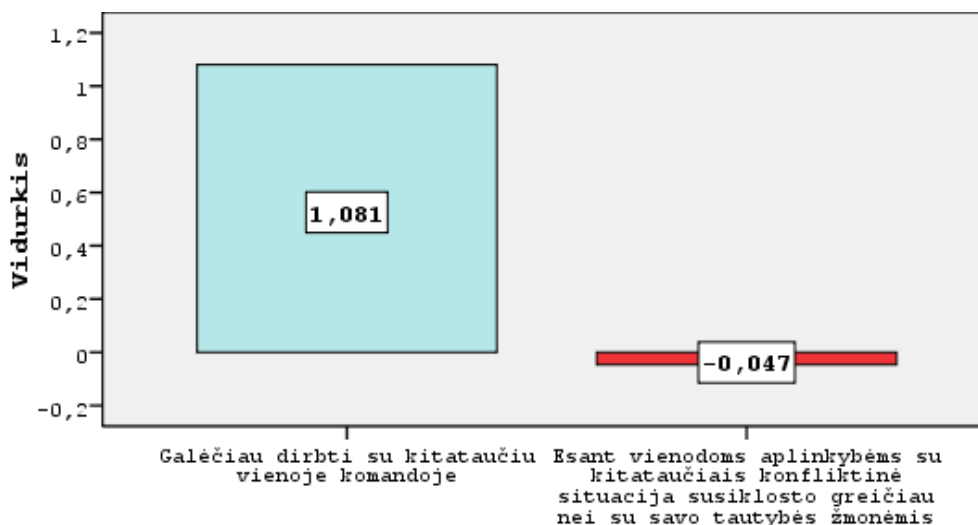 Vidurkis
1,2
1
0,8
0,6
0,4
0,2
0
-0,2
1,081
-0,047
Galėčiau dirbti su kitataučiu
vienoje komandoje
Esant vienodoms aplinkybėms su
kitataučiais konfliktinė
situacija susiklosto greičiau
nei su savo tautybės žmonėmis